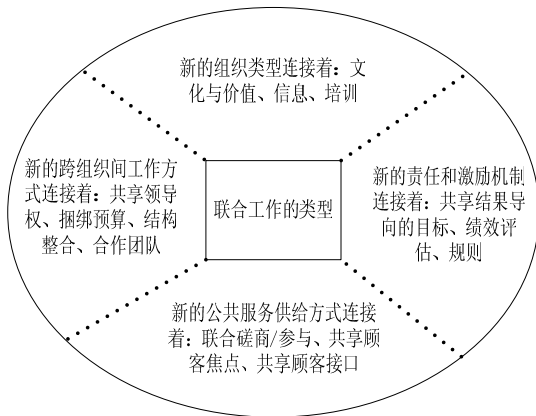 新的组织类型连接着：文
化与价值、信息、培训
新的跨组织间工作方
式连接着：共享领导
权、捆绑预算、结构
整合、合作团队
联合工作的类型
新的责任和激励机制
连接着：共享结果导
向的目标、绩效评
估、规则
新的公共服务供给方式连接
着：联合磋商/参与、共享顾
客焦点、共享顾客接口